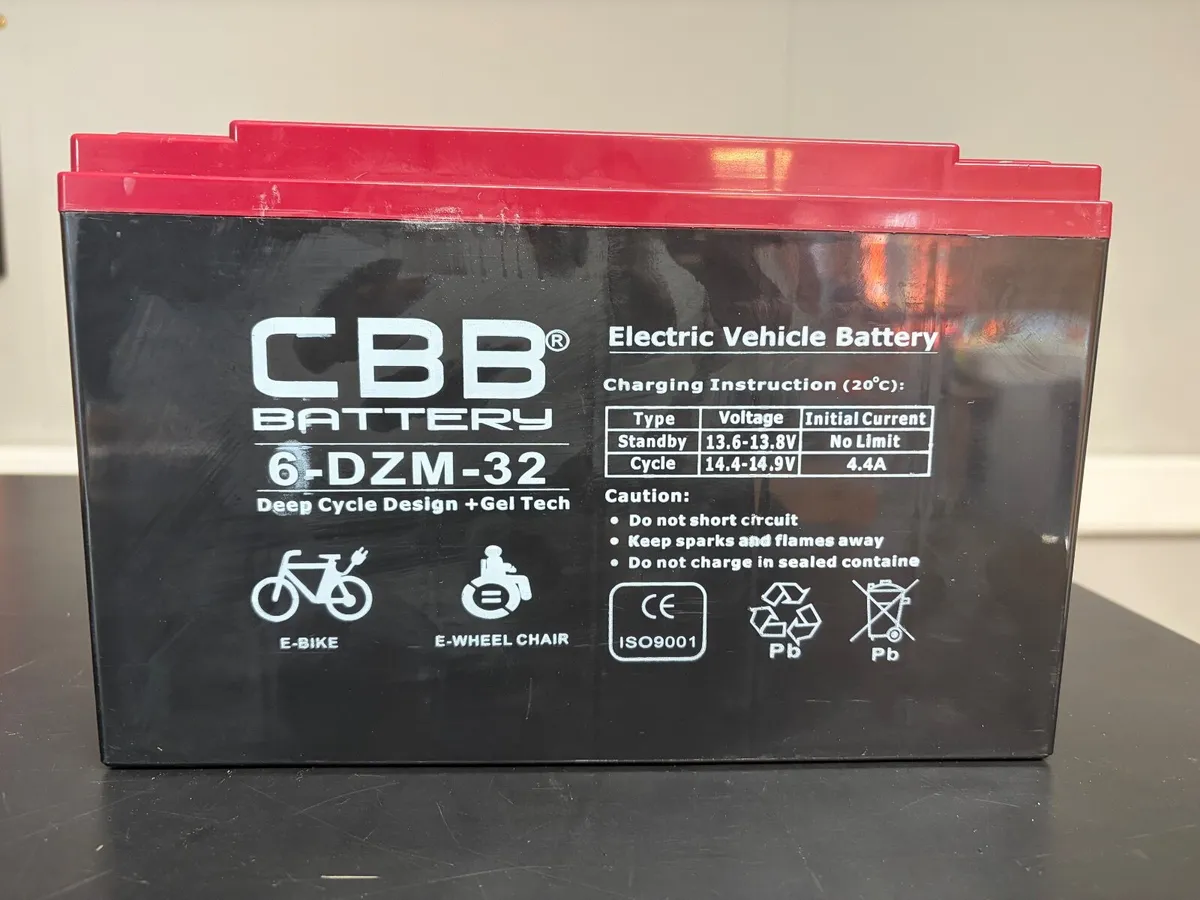 CBB®
BATTERY
6-DZM-32
Deep Cycle Design +Gel Tech
E-BIKE
E-WHEEL CHAIR
Electric Vehicle Battery
Charging Instruction (20°C):
Type Voltage Initial Current
Standby 13.6-13.8V No Limit
Cycle 14.4-14.9V 4.4A
Caution:
• Do not short circuit
• Keep sparks and flames away
• Do not charge in sealed containe
CE
ISO9001
Pb
Pb